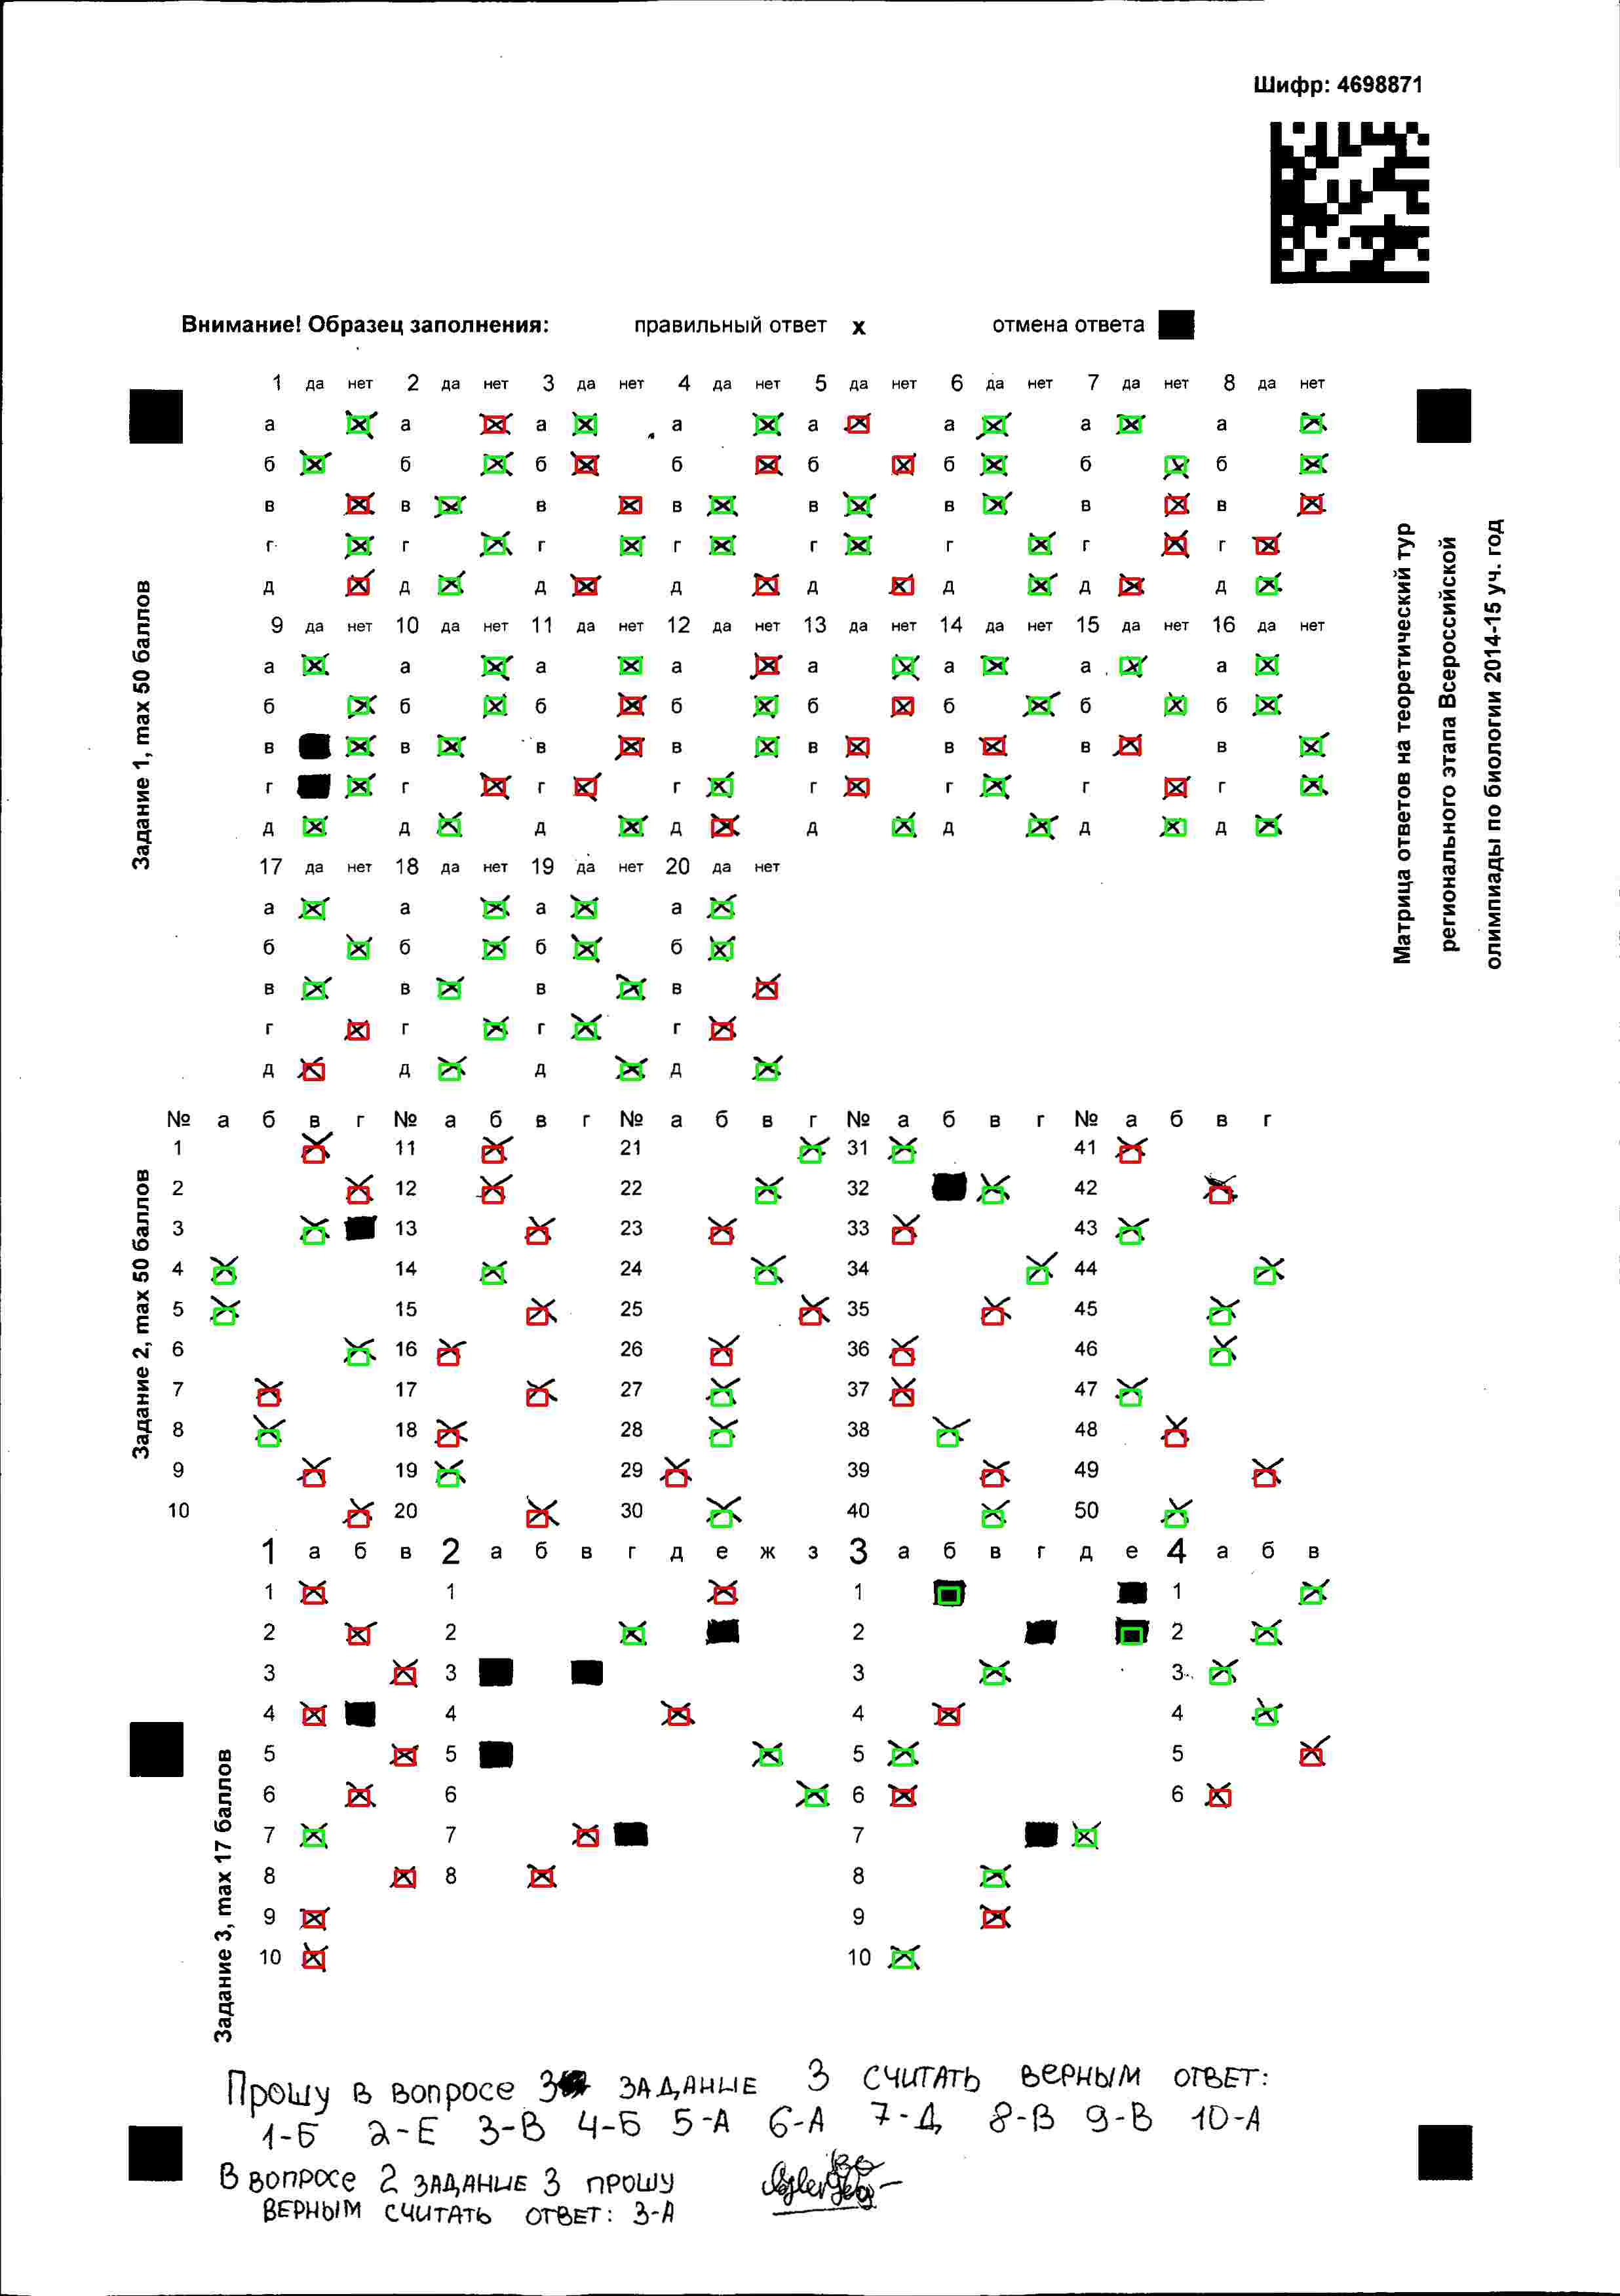 Шифр: 4698871
Внимание! Образец заполнения: правильный ответ x отмена ответа
Задание 1, max 50 баллов
Матрица ответов на теоретический тур
регионального этапа Всероссийской
олимпиады по биологии 2014-15 уч. год
1 да нет 2 да нет 3 да нет 4 да нет 5 да нет 6 да нет 7 да нет 8 да нет
а а а а а а а а
б б б б б б б б
в в в в в в в в
г г г г г г г г
д д д д д д д д
9 да нет 10 да нет 11 да нет 12 да нет 13 да нет 14 да нет 15 да нет 16 да нет
а а а а а а а а
б б б б б б б б
в в в в в в в в
г г г г г г г г
д д д д д д д д
17 да нет 18 да нет 19 да нет 20 да нет
а а а а
б б б б
в в в в
г г г г
д д д д
Задание 2, max 50 баллов
№ а б в г № а б в г № а б в г № а б в г № а б в г
1 11 21 31 41
2 12 22 32 42
3 13 23 33 43
4 14 24 34 44
5 15 25 35 45
6 16 26 36 46
7 17 27 37 47
8 18 28 38 48
9 19 29 39 49
10 20 30 40 50
Задание 3, max 17 баллов
1 а б в 2 а б в г д е ж з 3 а б в г д е 4 а б в
1 1 1 1
2 2 2 2
3 3 3 3
4 4 4 4
5 5 5 5
6 6 6 6
7 7 7
8 8 8
9 9
10 10
Прошу в вопросе 3 задание 3 считать верным ответ:
1-Б 2-Е 3-В 4-Б 5-А 6-А 7-Д 8-В 9-В 10-А
В вопросе 2 задание 3 прошу
верным считать ответ: 3-А